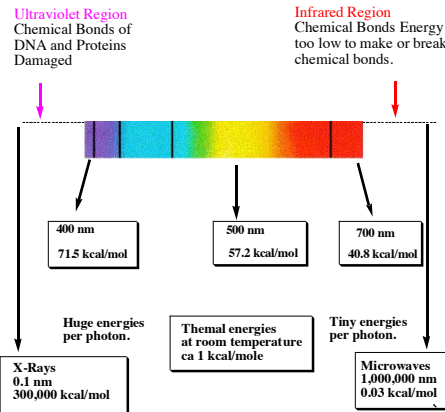 Ultraviolet Region
Chemical Bonds of
DNA and Proteins
Damaged
Infrared Region
Chemical Bonds Energy
too low to make or break
chemical bonds.
400 nm
71.5 kcal/mol
500 nm
57.2 kcal/mol
700 nm
40.8 kcal/mol
Huge energies
per photon.
Themal energies
at room temperature
ca 1 kcal/mole
Tiny energies
per photon.
X-Rays
0.1 nm
300,000 kcal/mol
Microwaves
1,000,000 nm
0.03 kcal/mol